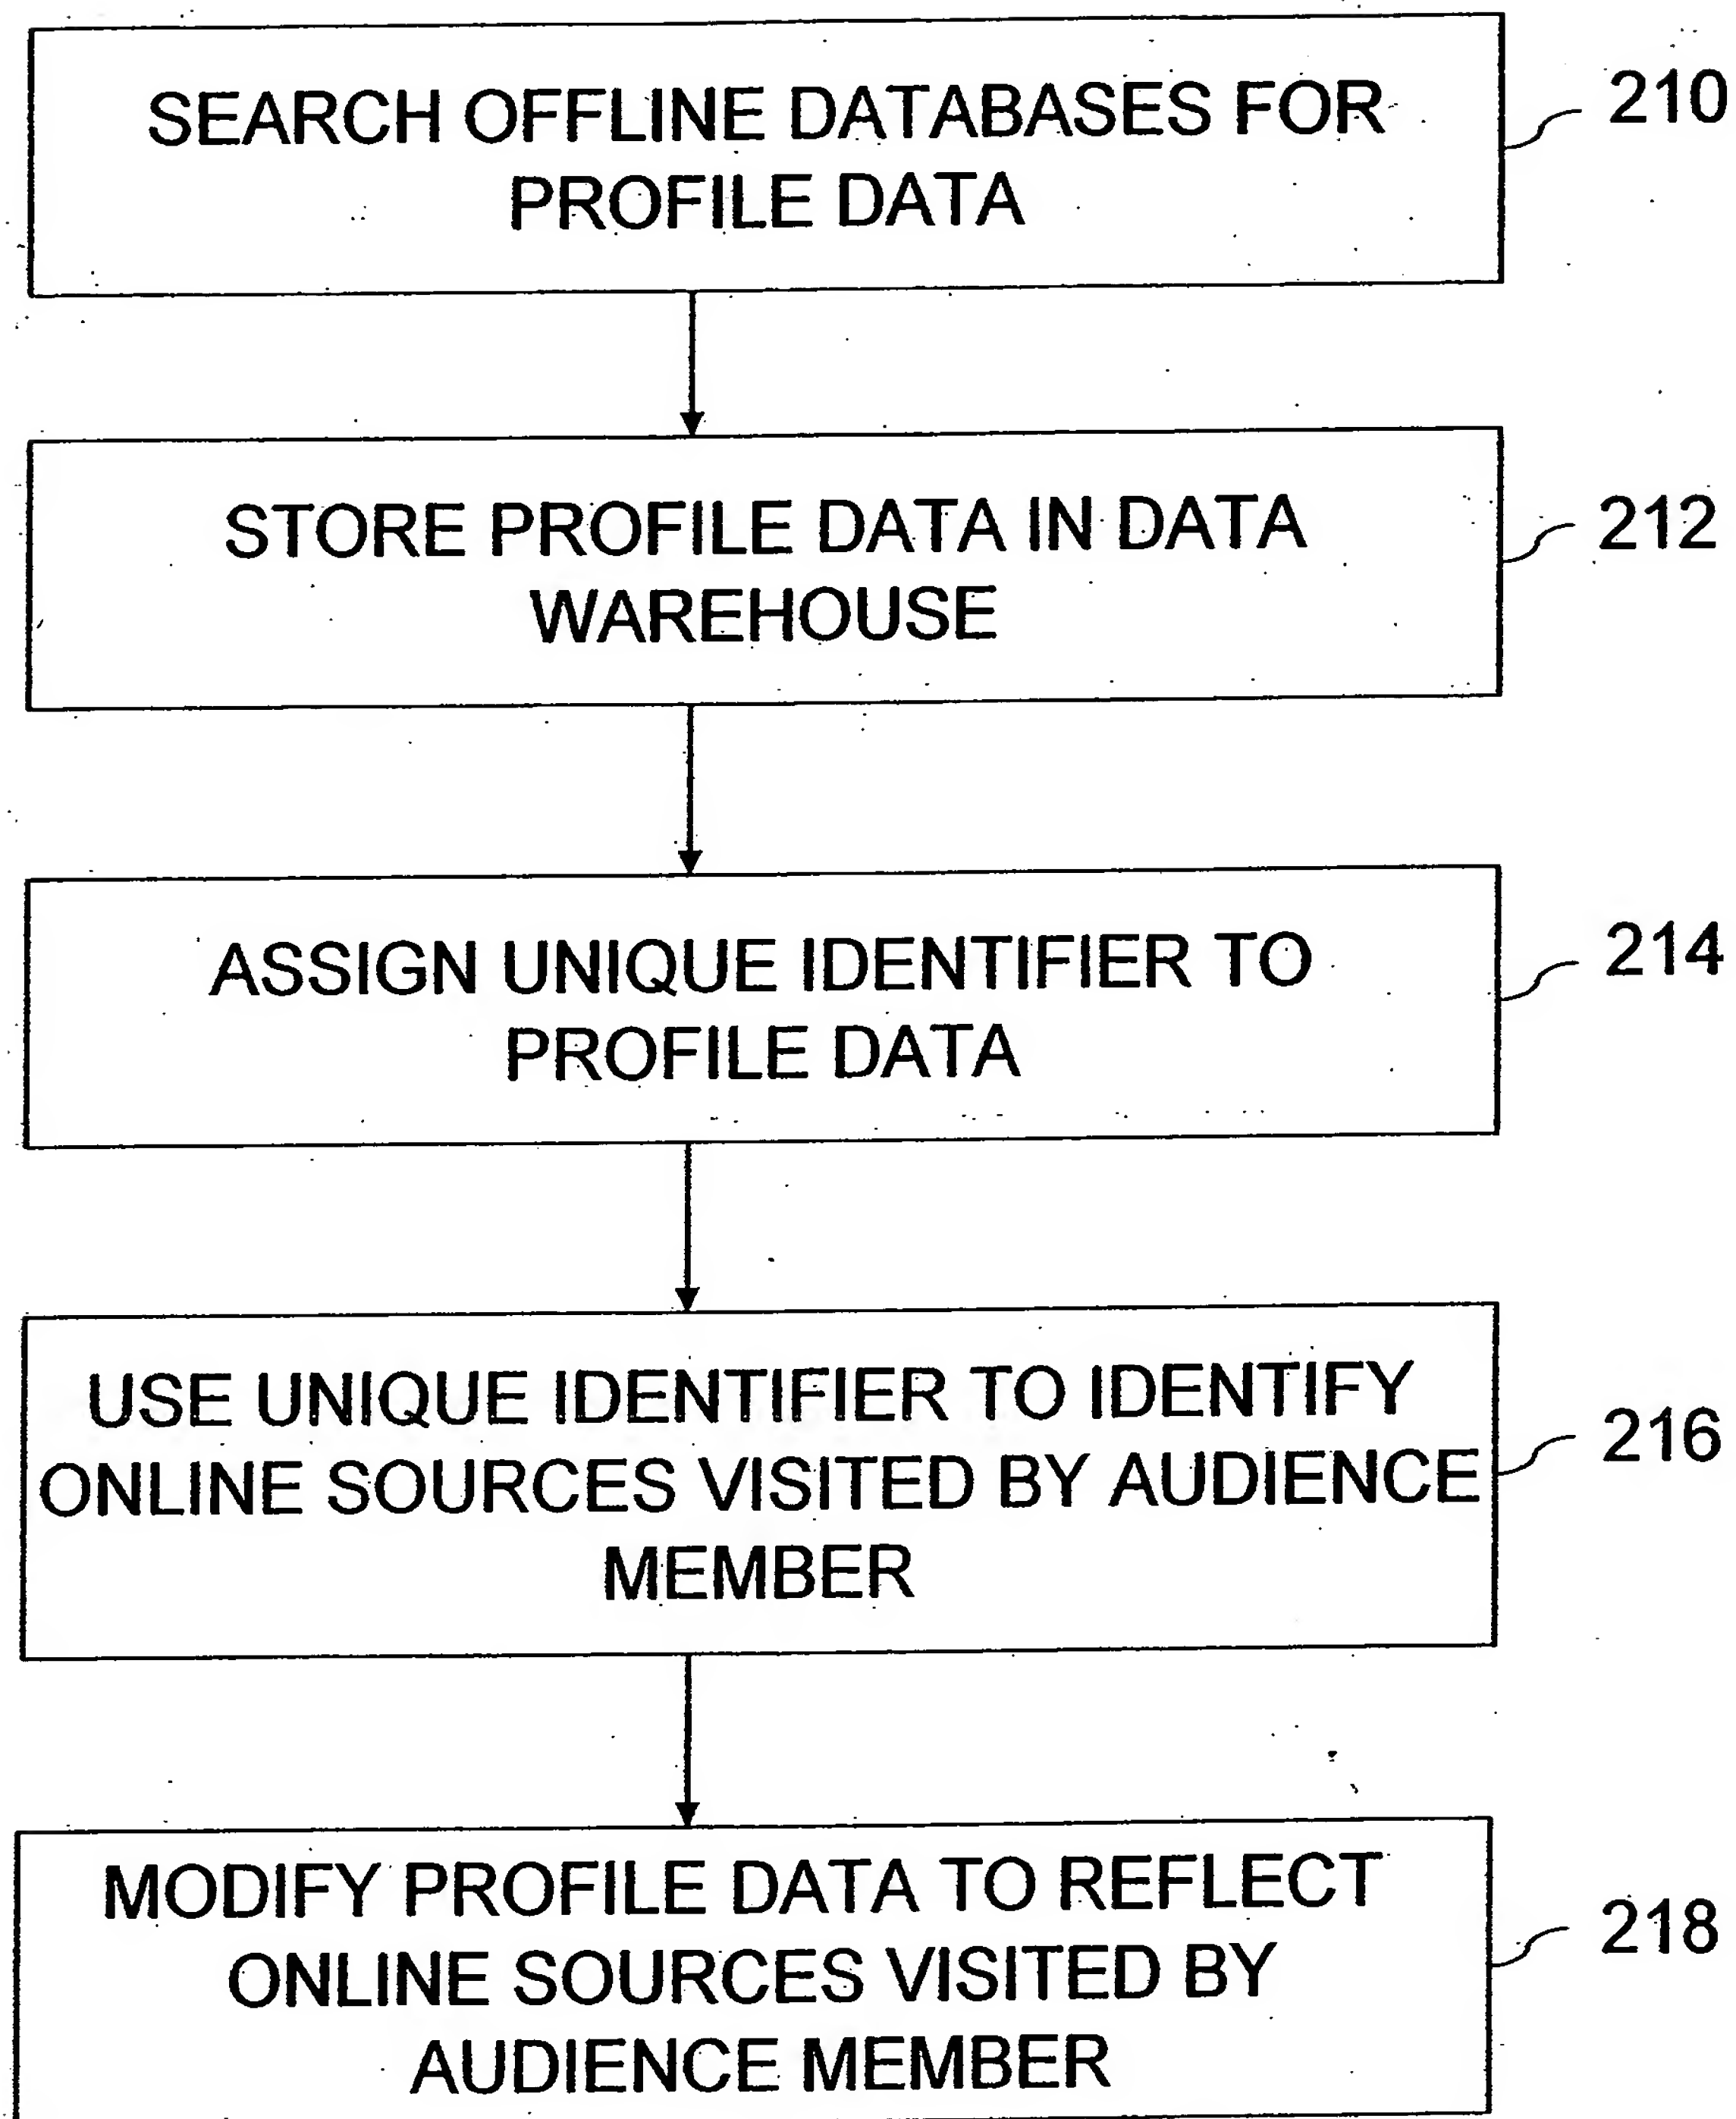 SEARCH OFFLINE DATABASES FOR
PROFILE DATA
210
STORE PROFILE DATA IN DATA
WAREHOUSE
212
ASSIGN UNIQUE IDENTIFIER TO
PROFILE DATA
214
USE UNIQUE IDENTIFIER TO IDENTIFY
ONLINE SOURCES VISITED BY AUDIENCE
MEMBER
216
MODIFY PROFILE DATA TO REFLECT
ONLINE SOURCES VISITED BY
AUDIENCE MEMBER
218